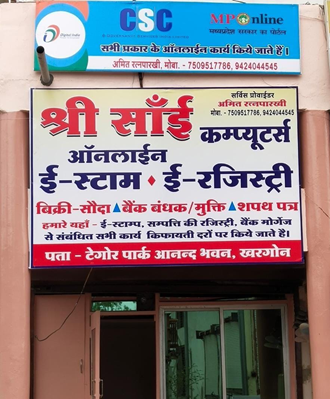 Digital India
CSC
MPOnline
मध्यप्रदेश सरकार का पोर्टल
सभी प्रकार के ऑनलाईन कार्य किये जाते हैं।
अमित रत्नपारखी, मोबा. - 7509517786, 9424044545
सर्विस प्रोवाईडर
अमित रत्नपारखी
मोबा. - 7509517786, 9424044545
श्री साँई कम्प्यूटर्स
ऑनलाईन
ई-स्टाम ♦ ई-रजिस्ट्री
बिक्री-सौदा ▲ बैंक बंधक/मुक्ति ▲ शपथ पत्र
हमारे यहाँ - ई-स्टाम्प, सम्पत्ति की रजिस्ट्री, बैंक मोर्गेज
से संबंधित सभी कार्य किफायती दरों पर किये जाते है।
पता - टेगोर पार्क आनन्द भवन, खरगोन